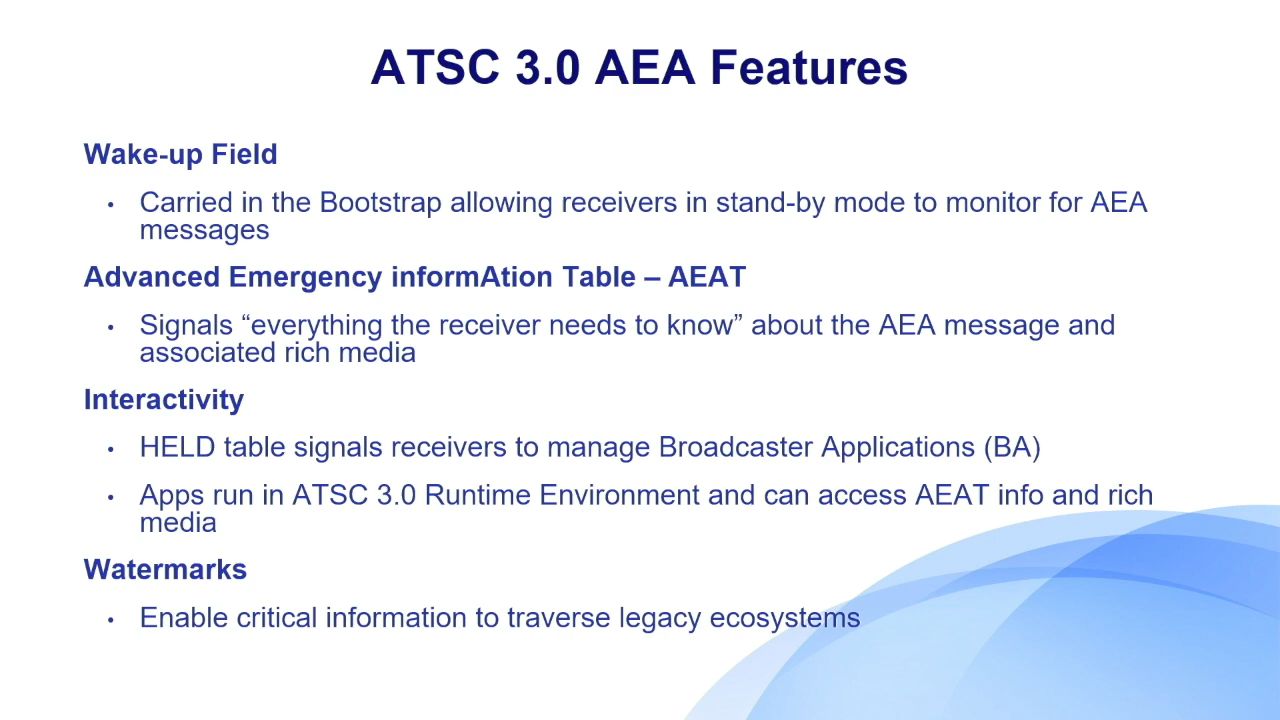 ATSC 3.0 AEA Features
Wake-up Field
• Carried in the Bootstrap allowing receivers in stand-by mode to monitor for AEA
messages
Advanced Emergency informAtion Table – AEAT
• Signals “everything the receiver needs to know” about the AEA message and
associated rich media
Interactivity
• HELD table signals receivers to manage Broadcaster Applications (BA)
• Apps run in ATSC 3.0 Runtime Environment and can access AEAT info and rich
media
Watermarks
• Enable critical information to traverse legacy ecosystems